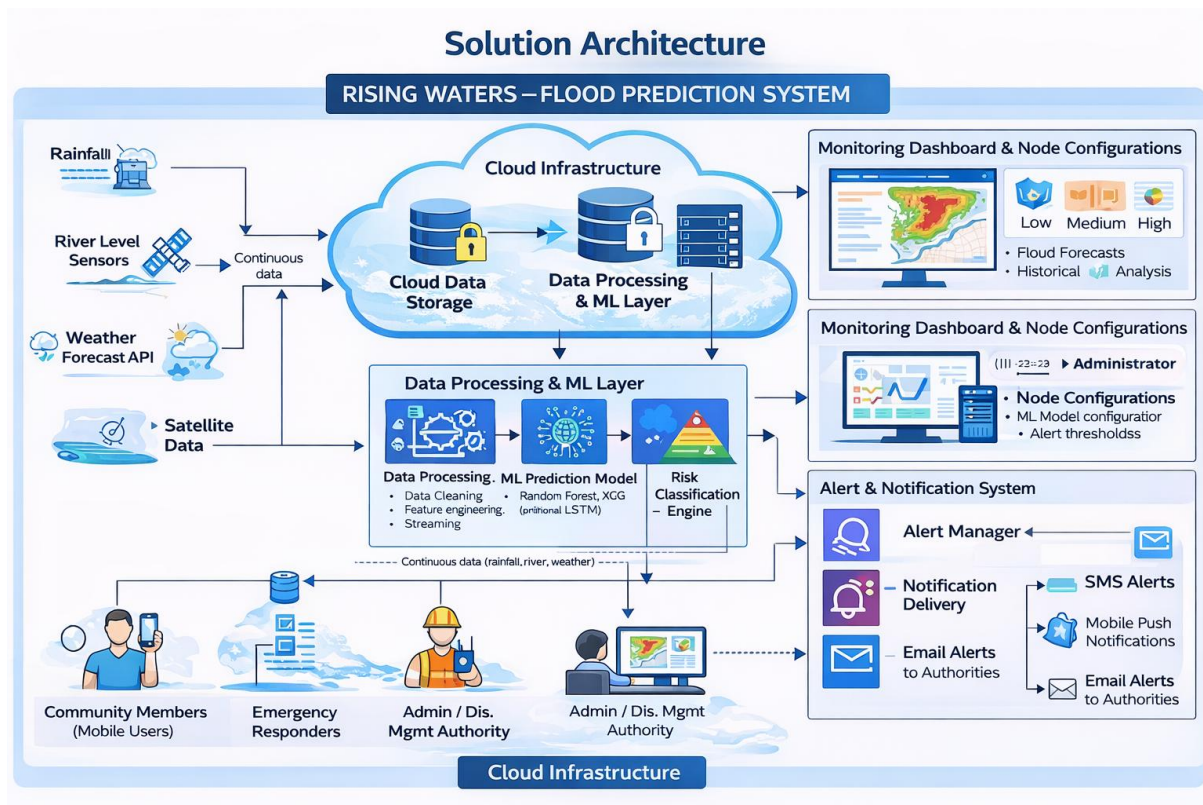 Solution Architecture
RISING WATERS – FLOOD PREDICTION SYSTEM
Rainfall
River Level
Sensors
Continuous
data
Weather
Forecast API
Satellite
Data
Cloud Infrastructure
Cloud Data
Storage
Data Processing
& ML Layer
Data Processing & ML Layer
Data Processing.
• Data Cleaning
• Feature engineering.
• Streaming
ML Prediction Model
• Random Forest, XGG
LSTM)
Risk
Classification
– Engine
Continuous data (rainfall, river, weather)
Monitoring Dashboard & Node Configurations
Low
Medium
High
• Floud Forecasts
• Historical Analysis
Monitoring Dashboard & Node Configurations
Administrator
• Node Configurations
• ML Model configuratior
• Alert thresholdss
Alert & Notification System
Alert Manager
Notification
Delivery
Email Alerts
to Authorities
SMS Alerts
Mobile Push
Notifications
Email Alerts
to Authorities
Community Members
(Mobile Users)
Emergency
Responders
Admin / Dis.
Mgmt Authority
Admin / Dis. Mgmt
Authority
Cloud Infrastructure